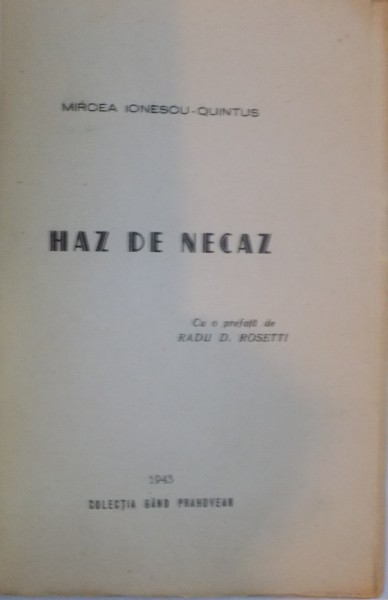 MIRCEA IONESCU-QUINTUS
HAZ DE NECAZ
Cu o prefață de
RADU D. ROSETTI
1943
COLECȚIA GÂND PRAHOVEAN